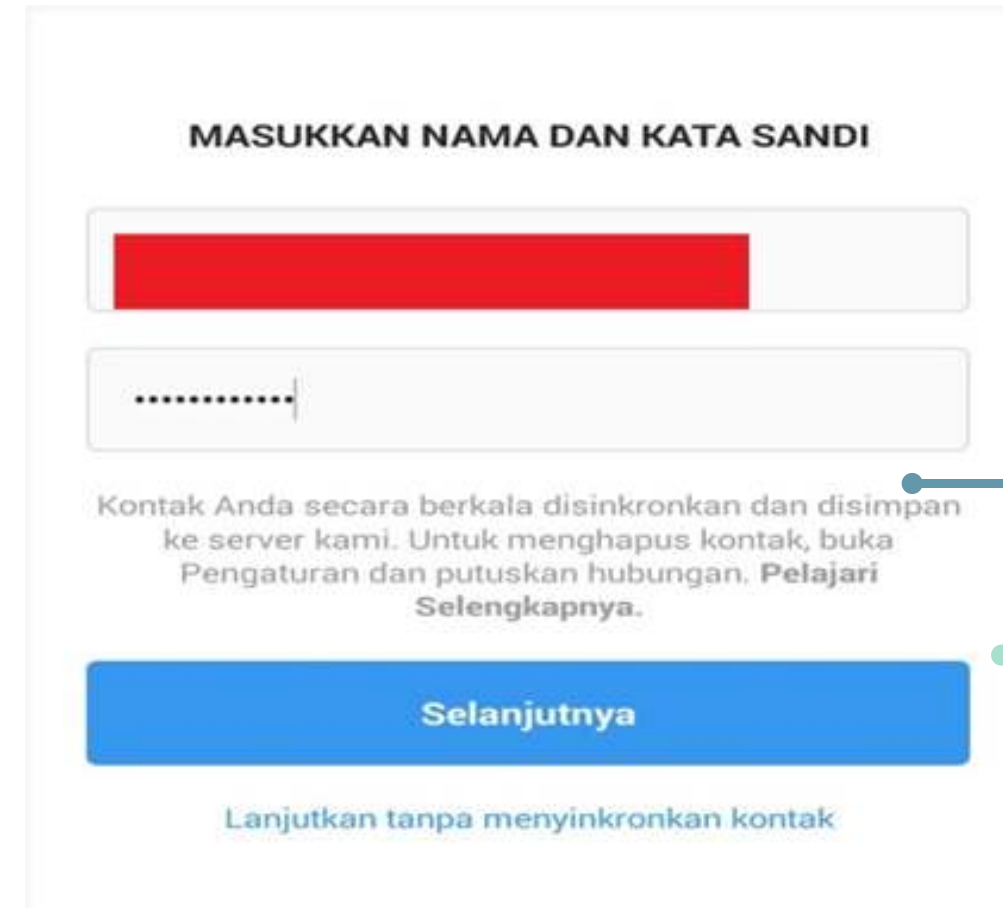 MASUKKAN NAMA DAN KATA SANDI
••••••••••••
Kontak Anda secara berkala disinkronkan dan disimpan
ke server kami. Untuk menghapus kontak, buka
Pengaturan dan putuskan hubungan. Pelajari
Selengkapnya.
Selanjutnya
Lanjutkan tanpa menyinkronkan kontak